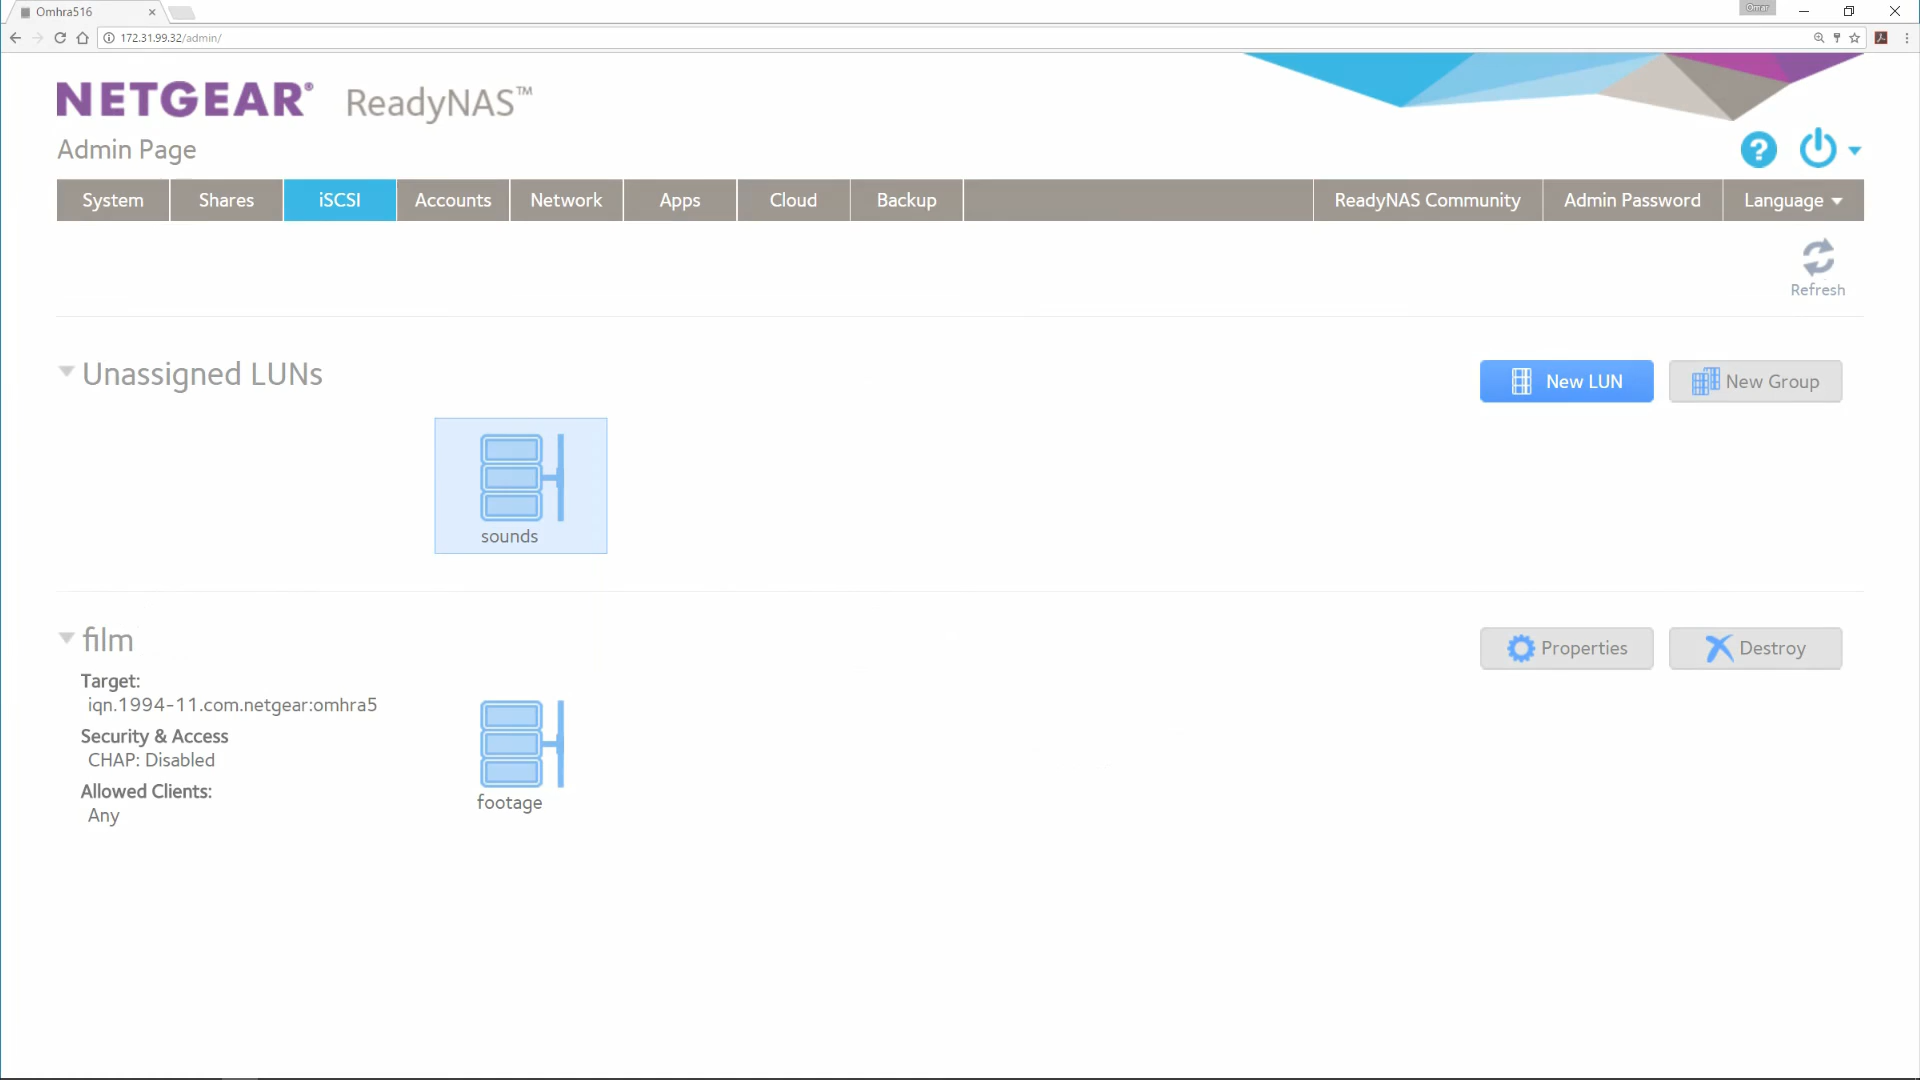 Omhra516
Omar
172.31.99.32/admin/
NETGEAR® ReadyNAS™
Admin Page
System Shares iSCSI Accounts Network Apps Cloud Backup ReadyNAS Community Admin Password Language
Refresh
Unassigned LUNs
New LUN New Group
sounds
film
Properties Destroy
Target:
iqn.1994-11.com.netgear:omhra5
Security & Access
CHAP: Disabled
Allowed Clients:
Any
footage